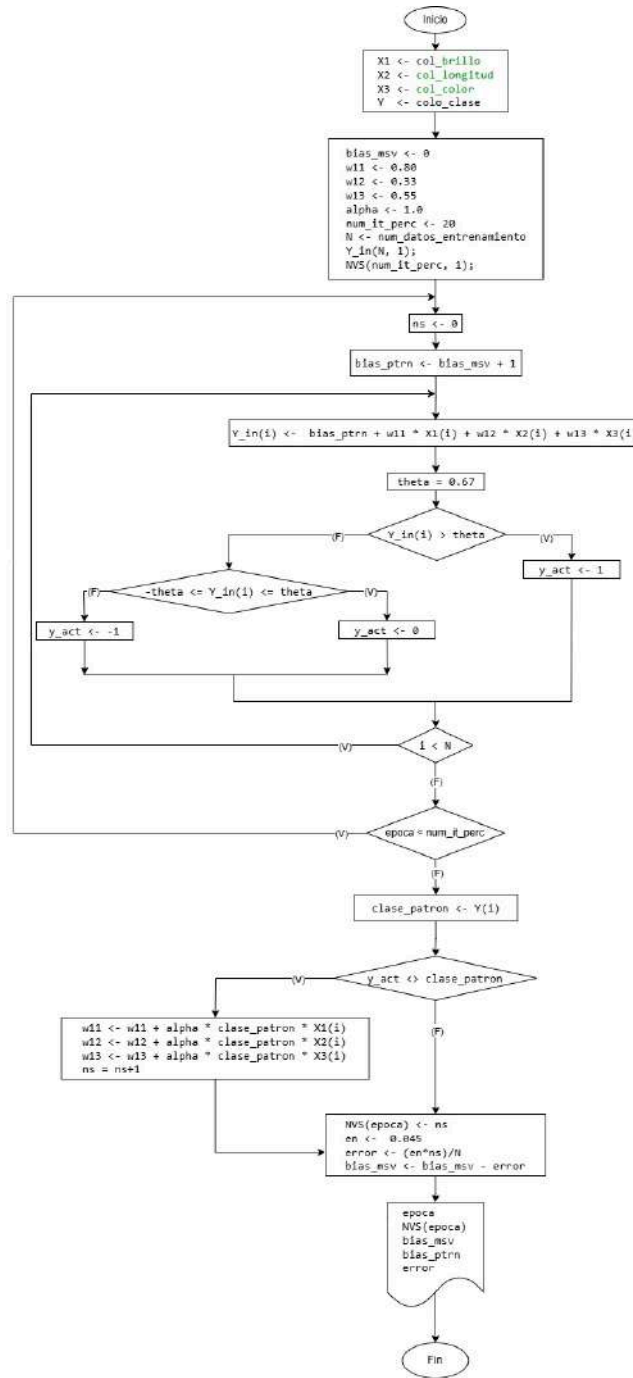 Inicio
X1 <- col_brillo
X2 <- col_longitud
X3 <- col_color
Y <- colo_clase
bias_msv <- 0
w11 <- 0.80
w12 <- 0.33
w13 <- 0.55
alpha <- 1.0
num_it_perc <- 20
N <- num_datos_entrenamiento
Y_in(N, 1);
NVS(num_it_perc, 1);
ns <- 0
bias_ptrn <- bias_msv + 1
Y_in(i) <- bias_ptrn + w11 * X1(i) + w12 * X2(i) + w13 * X3(i
theta = 0.67
Y_in(i) > theta
(F)
(V)
-theta <= Y_in(i) <= theta
(F)
(V)
y_act <- 1
y_act <- -1
y_act <- 0
i < N
(V)
(F)
epoca < num_it_perc
(V)
(F)
clase_patron <- Y(i)
y_act <> clase_patron
(V)
(F)
w11 <- w11 + alpha * clase_patron * X1(i)
w12 <- w12 + alpha * clase_patron * X2(i)
w13 <- w13 + alpha * clase_patron * X3(i)
ns = ns+1
NVS(epoca) <- ns
en <- 0.045
error <- (en*ns)/N
bias_msv <- bias_msv - error
epoca
NVS(epoca)
bias_msv
bias_ptrn
error
Fin